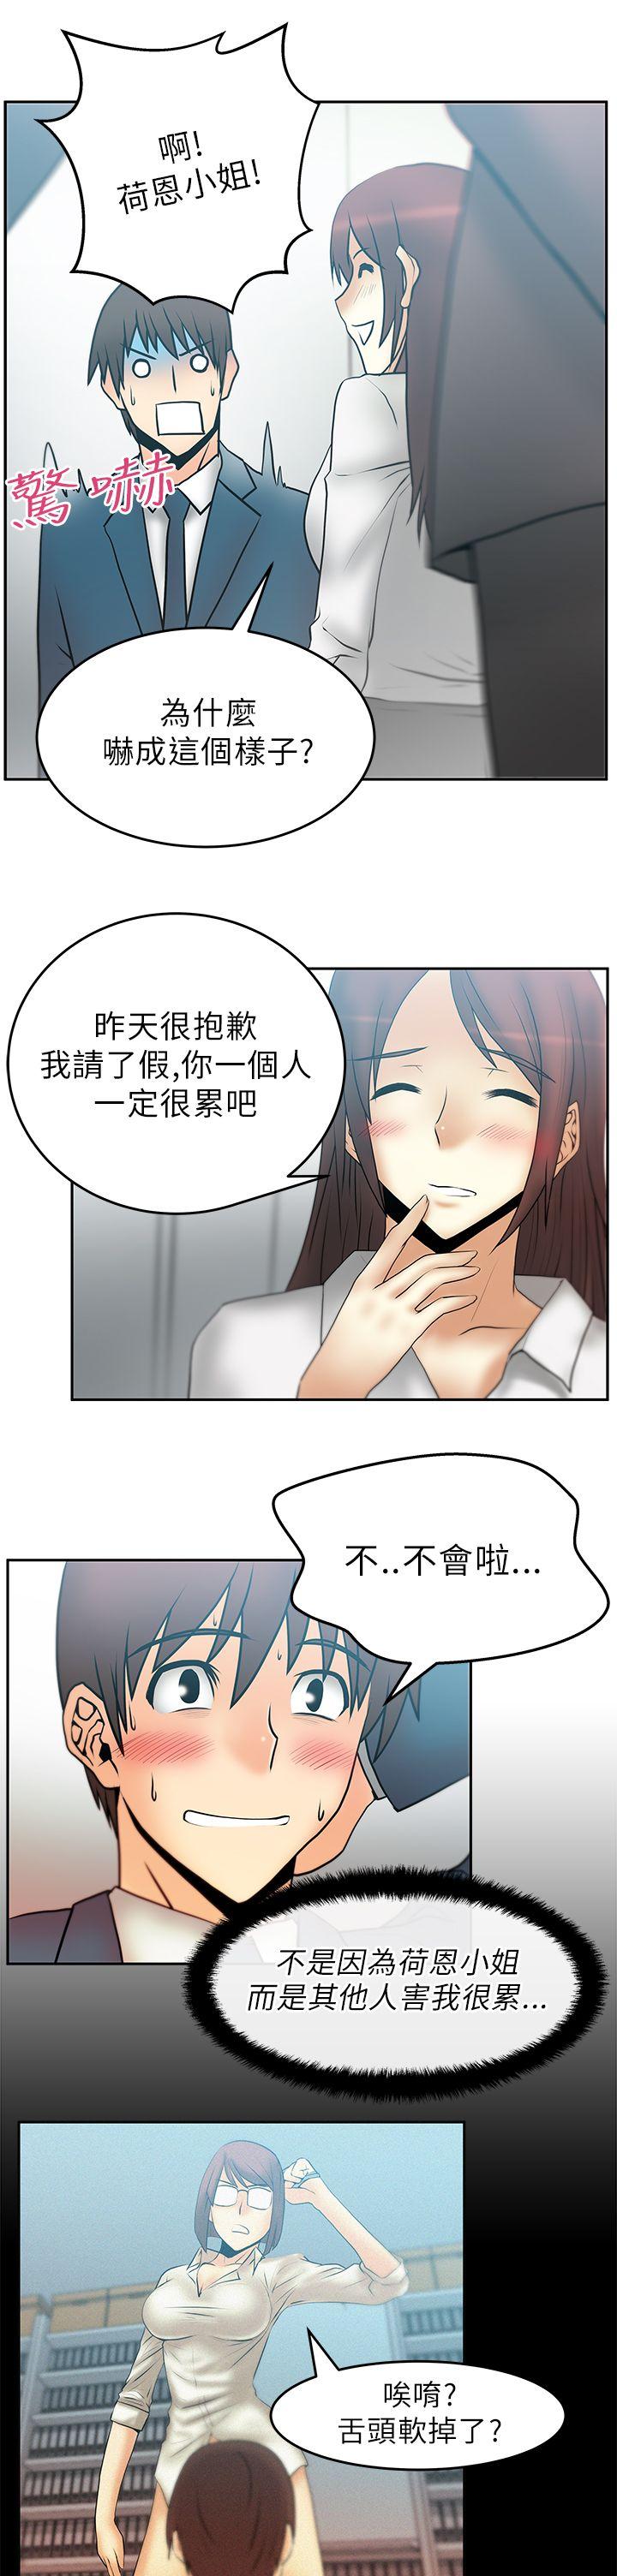 啊!
荷恩小姐!
驚嚇
為什麼
嚇成這個樣子?
昨天很抱歉
我請了假,你一個人
一定很累吧
不..不會啦...
不是因為荷恩小姐
而是其他人害我很累...
唉唷?
舌頭軟掉了?